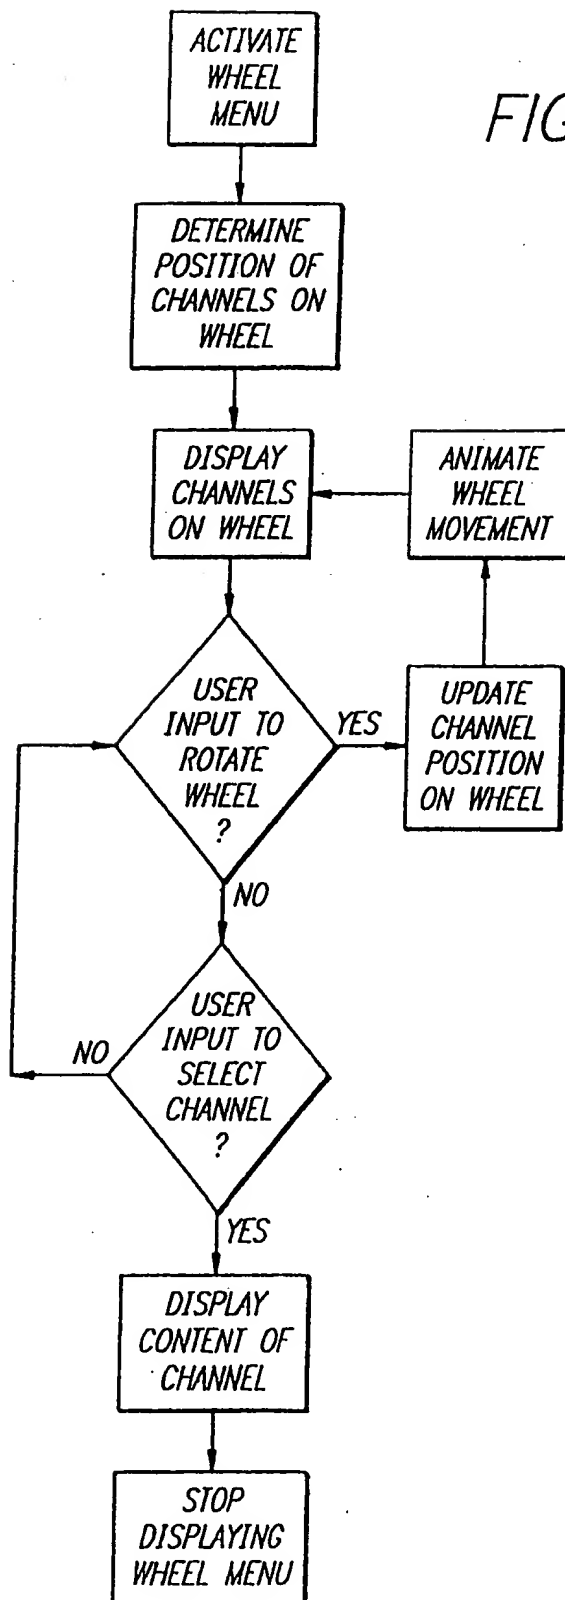 ACTIVATE
WHEEL
MENU
FIG
DETERMINE
POSITION OF
CHANNELS ON
WHEEL
DISPLAY
CHANNELS
ON WHEEL
ANIMATE
WHEEL
MOVEMENT
USER
INPUT TO
ROTATE
WHEEL
?
YES
UPDATE
CHANNEL
POSITION
ON WHEEL
NO
USER
INPUT TO
SELECT
CHANNEL
?
NO
YES
DISPLAY
CONTENT OF
CHANNEL
STOP
DISPLAYING
WHEEL MENU